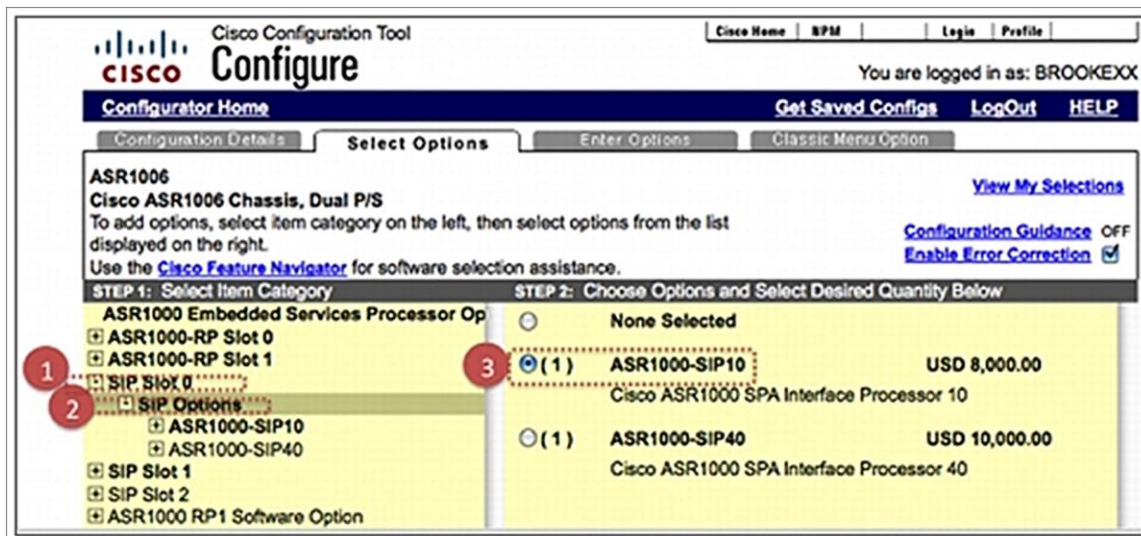 Cisco Home NPM Login Profile
CISCO
Cisco Configuration Tool
Configure
You are logged in as: BROOKEXX
Configurator Home Get Saved Configs LogOut HELP
Configuration Details Select Options Enter Options Classic Menu Option
ASR1006
Cisco ASR1006 Chassis, Dual P/S
To add options, select item category on the left, then select options from the list
displayed on the right.
Use the Cisco Feature Navigator for software selection assistance.
View My Selections
Configuration Guidance OFF
Enable Error Correction
STEP 1: Select Item Category
ASR1000 Embedded Services Processor Op
ASR1000-RP Slot 0
ASR1000-RP Slot 1
1 SIP Slot 0
2 SIP Options
ASR1000-SIP10
ASR1000-SIP40
SIP Slot 1
SIP Slot 2
ASR1000 RP1 Software Option
STEP 2: Choose Options and Select Desired Quantity Below
None Selected
3 (1) ASR1000-SIP10 USD 8,000.00
Cisco ASR1000 SPA Interface Processor 10
(1) ASR1000-SIP40 USD 10,000.00
Cisco ASR1000 SPA Interface Processor 40